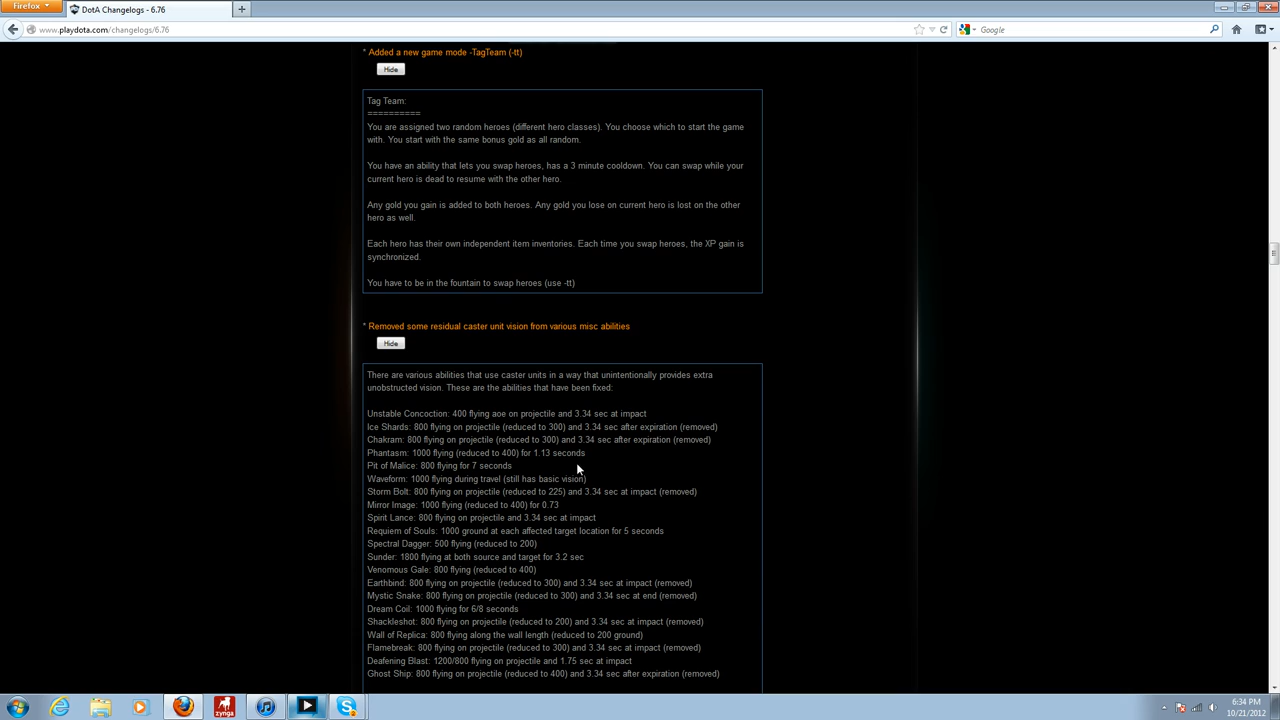 Firefox
DotA Changelogs - 6.76
www.playdota.com/changelogs/6.76
Google
* Added a new game mode -TagTeam (-tt)
Hide
Tag Team:
==========
You are assigned two random heroes (different hero classes). You choose which to start the game
with. You start with the same bonus gold as all random.
You have an ability that lets you swap heroes, has a 3 minute cooldown. You can swap while your
current hero is dead to resume with the other hero.
Any gold you gain is added to both heroes. Any gold you lose on current hero is lost on the other
hero as well.
Each hero has their own independent item inventories. Each time you swap heroes, the XP gain is
synchronized.
You have to be in the fountain to swap heroes (use -tt)
* Removed some residual caster unit vision from various misc abilities
Hide
There are various abilities that use caster units in a way that unintentionally provides extra
unobstructed vision. These are the abilities that have been fixed:
Unstable Concoction: 400 flying aoe on projectile and 3.34 sec at impact
Ice Shards: 800 flying on projectile (reduced to 300) and 3.34 sec after expiration (removed)
Chakram: 800 flying on projectile (reduced to 300) and 3.34 sec after expiration (removed)
Phantasm: 1000 flying (reduced to 400) for 1.13 seconds
Pit of Malice: 800 flying for 7 seconds
Waveform: 1000 flying during travel (still has basic vision)
Storm Bolt: 800 flying on projectile (reduced to 225) and 3.34 sec at impact (removed)
Mirror Image: 1000 flying (reduced to 400) for 0.73
Spirit Lance: 800 flying on projectile and 3.34 sec at impact
Requiem of Souls: 1000 ground at each affected target location for 5 seconds
Spectral Dagger: 500 flying (reduced to 200)
Sunder: 1800 flying at both source and target for 3.2 sec
Venomous Gale: 800 flying (reduced to 400)
Earthbind: 800 flying on projectile (reduced to 300) and 3.34 sec at impact (removed)
Mystic Snake: 800 flying on projectile (reduced to 300) and 3.34 sec at end (removed)
Dream Coil: 1000 flying for 6/8 seconds
Shackleshot: 800 flying on projectile (reduced to 200) and 3.34 sec at impact (removed)
Wall of Replica: 800 flying along the wall length (reduced to 200 ground)
Flamebreak: 800 flying on projectile (reduced to 300) and 3.34 sec at impact (removed)
Deafening Blast: 1200/800 flying on projectile and 1.75 sec at impact
Ghost Ship: 800 flying on projectile (reduced to 400) and 3.34 sec after expiration (removed)
zynga
6:34 PM
10/21/2012